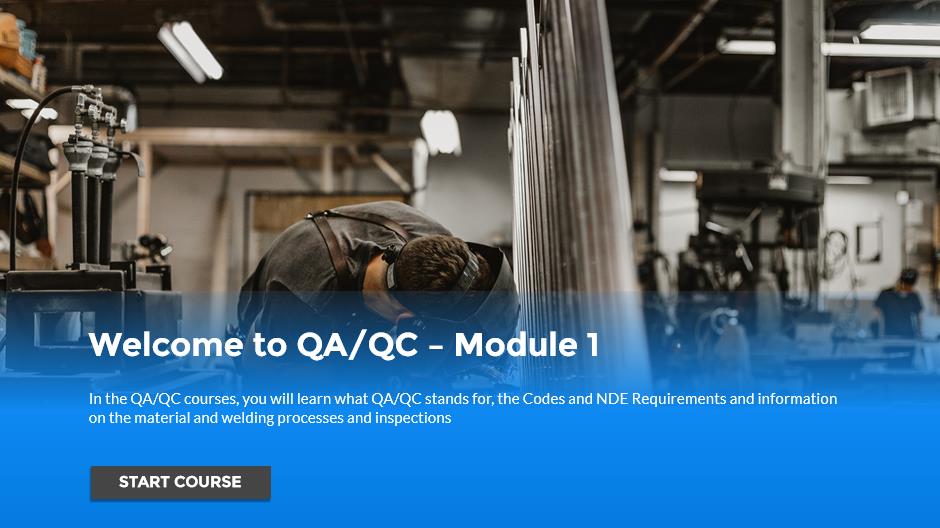 Welcome to QA/QC – Module 1
In the QA/QC courses, you will learn what QA/QC stands for, the Codes and NDE Requirements and information
on the material and welding processes and inspections
START COURSE